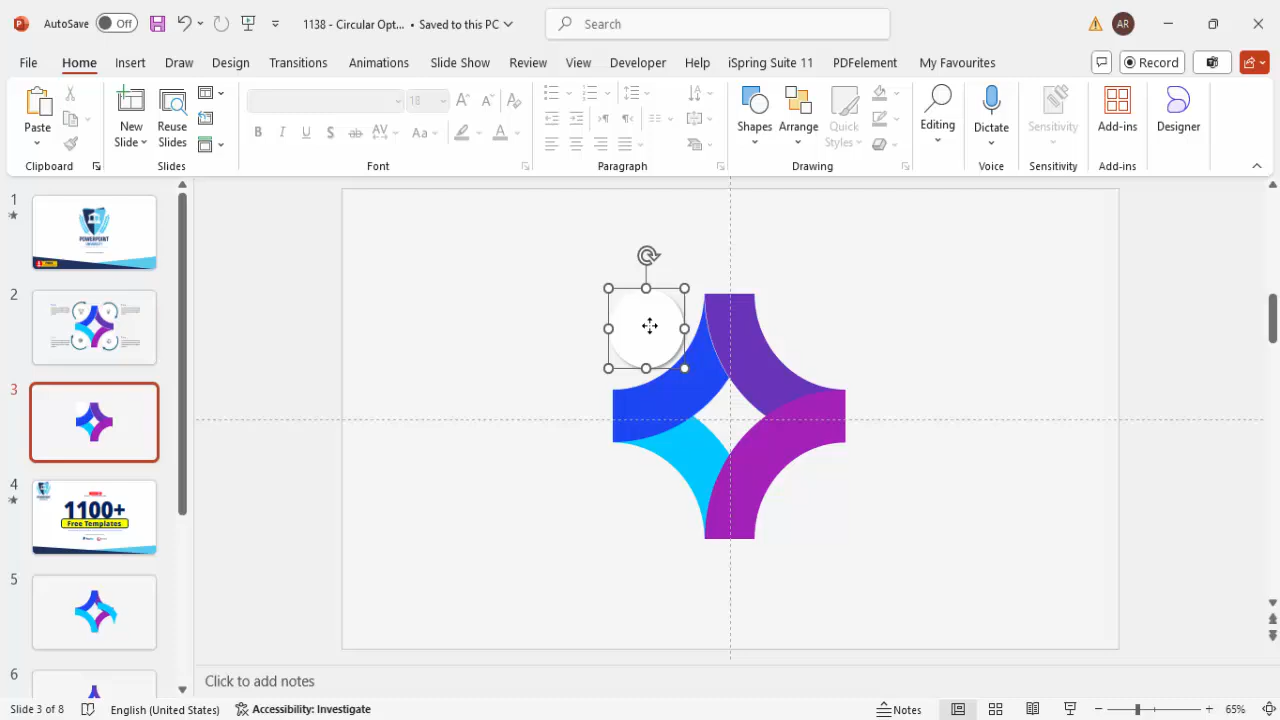 AutoSave Off 1138 - Circular Opt... • Saved to this PC Search AR
File Home Insert Draw Design Transitions Animations Slide Show Review View Developer Help iSpring Suite 11 PDFelement My Favourites Record
Paste New Slide Reuse Slides 18 Shapes Arrange Quick Styles Editing Dictate Sensitivity Add-ins Designer
Clipboard Slides Font Paragraph Drawing Voice Sensitivity Add-ins
1
POWERPOINT
UNIVERSITY
2
3
4
1100+
Free Templates
5
6
Click to add notes
Slide 3 of 8 English (United States) Accessibility: Investigate Notes 65%